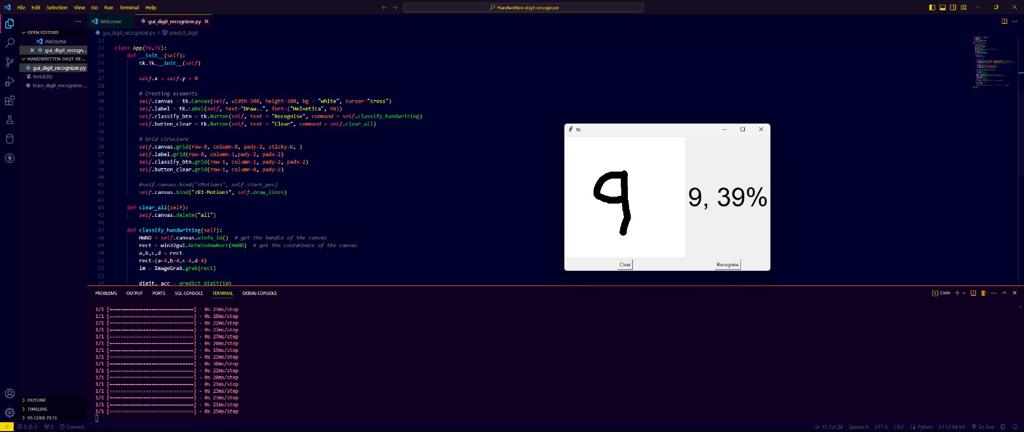 File Edit Selection View Go Run Terminal Help
Handwritten-digit-recognizer
OPEN EDITORS
Welcome
gui_digit_recogn...
HANDWRITTEN-DIGIT-RE...
gui_digit_recognizer.py
mnist.h5
train_digit_recognizer...
OUTLINE
TIMELINE
VS CODE PETS
Welcome
gui_digit_recognizer.py
gui_digit_recognizer.py > predict_digit
class App(tk.Tk):
def __init__(self):
tk.Tk.__init__(self)
self.x = self.y = 0
# Creating elements
self.canvas = tk.Canvas(self, width=300, height=300, bg = "white", cursor="cross")
self.label = tk.Label(self, text="Draw..", font=("Helvetica", 48))
self.classify_btn = tk.Button(self, text = "Recognise", command = self.classify_handwriting)
self.button_clear = tk.Button(self, text = "Clear", command = self.clear_all)
# Grid structure
self.canvas.grid(row=0, column=0, pady=2, sticky=W, )
self.label.grid(row=0, column=1,pady=2, padx=2)
self.classify_btn.grid(row=1, column=1, pady=2, padx=2)
self.button_clear.grid(row=1, column=0, pady=2)
#self.canvas.bind("<Motion>", self.start_pos)
self.canvas.bind("<B1-Motion>", self.draw_lines)
def clear_all(self):
self.canvas.delete("all")
def classify_handwriting(self):
HWND = self.canvas.winfo_id() # get the handle of the canvas
rect = win32gui.GetWindowRect(HWND) # get the coordinate of the canvas
a,b,c,d = rect
rect=(a+4,b+4,c-4,d-4)
im = ImageGrab.grab(rect)
digit, acc = predict_digit(im)
tk
9
9, 39%
Clear
Recognise
PROBLEMS OUTPUT PORTS SQL CONSOLE TERMINAL DEBUG CONSOLE
Code
1/1 [==============================] - 0s 24ms/step
1/1 [==============================] - 0s 28ms/step
1/1 [==============================] - 0s 22ms/step
1/1 [==============================] - 0s 23ms/step
1/1 [==============================] - 0s 27ms/step
1/1 [==============================] - 0s 20ms/step
1/1 [==============================] - 0s 19ms/step
1/1 [==============================] - 0s 22ms/step
1/1 [==============================] - 0s 30ms/step
1/1 [==============================] - 0s 22ms/step
1/1 [==============================] - 0s 20ms/step
1/1 [==============================] - 0s 21ms/step
1/1 [==============================] - 0s 23ms/step
1/1 [==============================] - 0s 24ms/step
1/1 [==============================] - 0s 21ms/step
1/1 [==============================] - 0s 25ms/step
Connect
Spaces: 4 UTF-8 CRLF Python 3.11.0 64-bit Go Live